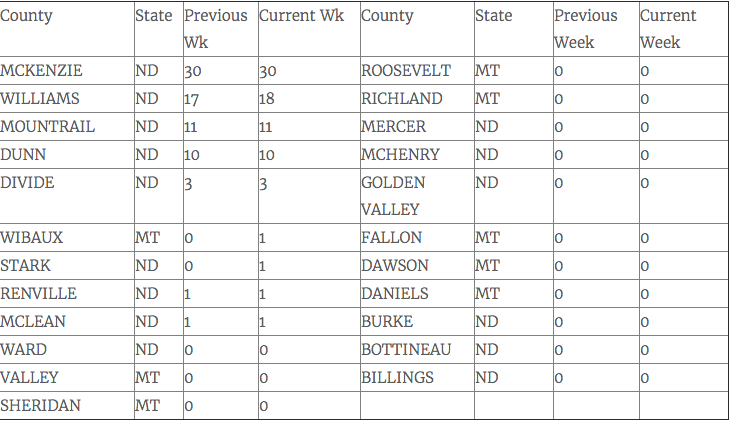 County State Previous Wk Current Wk County State Previous Week Current Week
MCKENZIE ND 30 30 ROOSEVELT MT 0 0
WILLIAMS ND 17 18 RICHLAND MT 0 0
MOUNTRAIL ND 11 11 MERCER ND 0 0
DUNN ND 10 10 MCHENRY ND 0 0
DIVIDE ND 3 3 GOLDEN VALLEY ND 0 0
WIBAUX MT 0 1 FALLON MT 0 0
STARK ND 0 1 DAWSON MT 0 0
RENVILLE ND 1 1 DANIELS MT 0 0
MCLEAN ND 1 1 BURKE ND 0 0
WARD ND 0 0 BOTTINEAU ND 0 0
VALLEY MT 0 0 BILLINGS ND 0 0
SHERIDAN MT 0 0